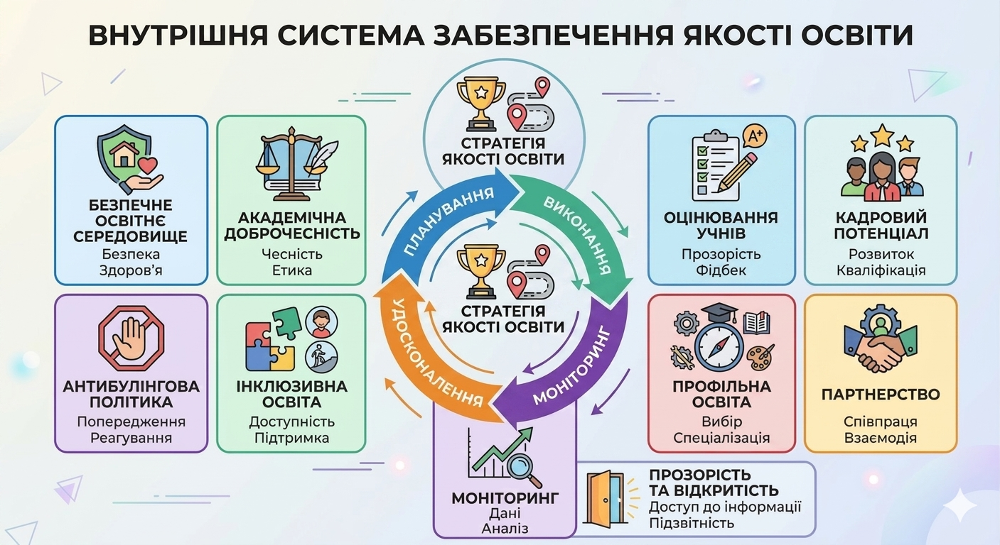 ВНУТРІШНЯ СИСТЕМА ЗАБЕЗПЕЧЕННЯ ЯКОСТІ ОСВІТИ
СТРАТЕГІЯ
ЯКОСТІ ОСВІТИ
БЕЗПЕЧНЕ
ОСВІТНЄ
СЕРЕДОВИЩЕ
Безпека
Здоров’я
АКАДЕМІЧНА
ДОБРОЧЕСНІСТЬ
Чесність
Етика
АНТИБУЛІНГОВА
ПОЛІТИКА
Попередження
Реагування
ІНКЛЮЗИВНА
ОСВІТА
Доступність
Підтримка
ПЛАНУВАННЯ
ВИКОНАННЯ
МОНІТОРИНГ
УДОСКОНАЛЕННЯ
СТРАТЕГІЯ
ЯКОСТІ ОСВІТИ
A+
ОЦІНЮВАННЯ
УЧНІВ
Прозорість
Фідбек
КАДРОВИЙ
ПОТЕНЦІАЛ
Розвиток
Кваліфікація
ПРОФІЛЬНА
ОСВІТА
Вибір
Спеціалізація
ПАРТНЕРСТВО
Співпраця
Взаємодія
МОНІТОРИНГ
Дані
Аналіз
ПРОЗОРІСТЬ
ТА ВІДКРИТІСТЬ
Доступ до інформації
Підзвітність